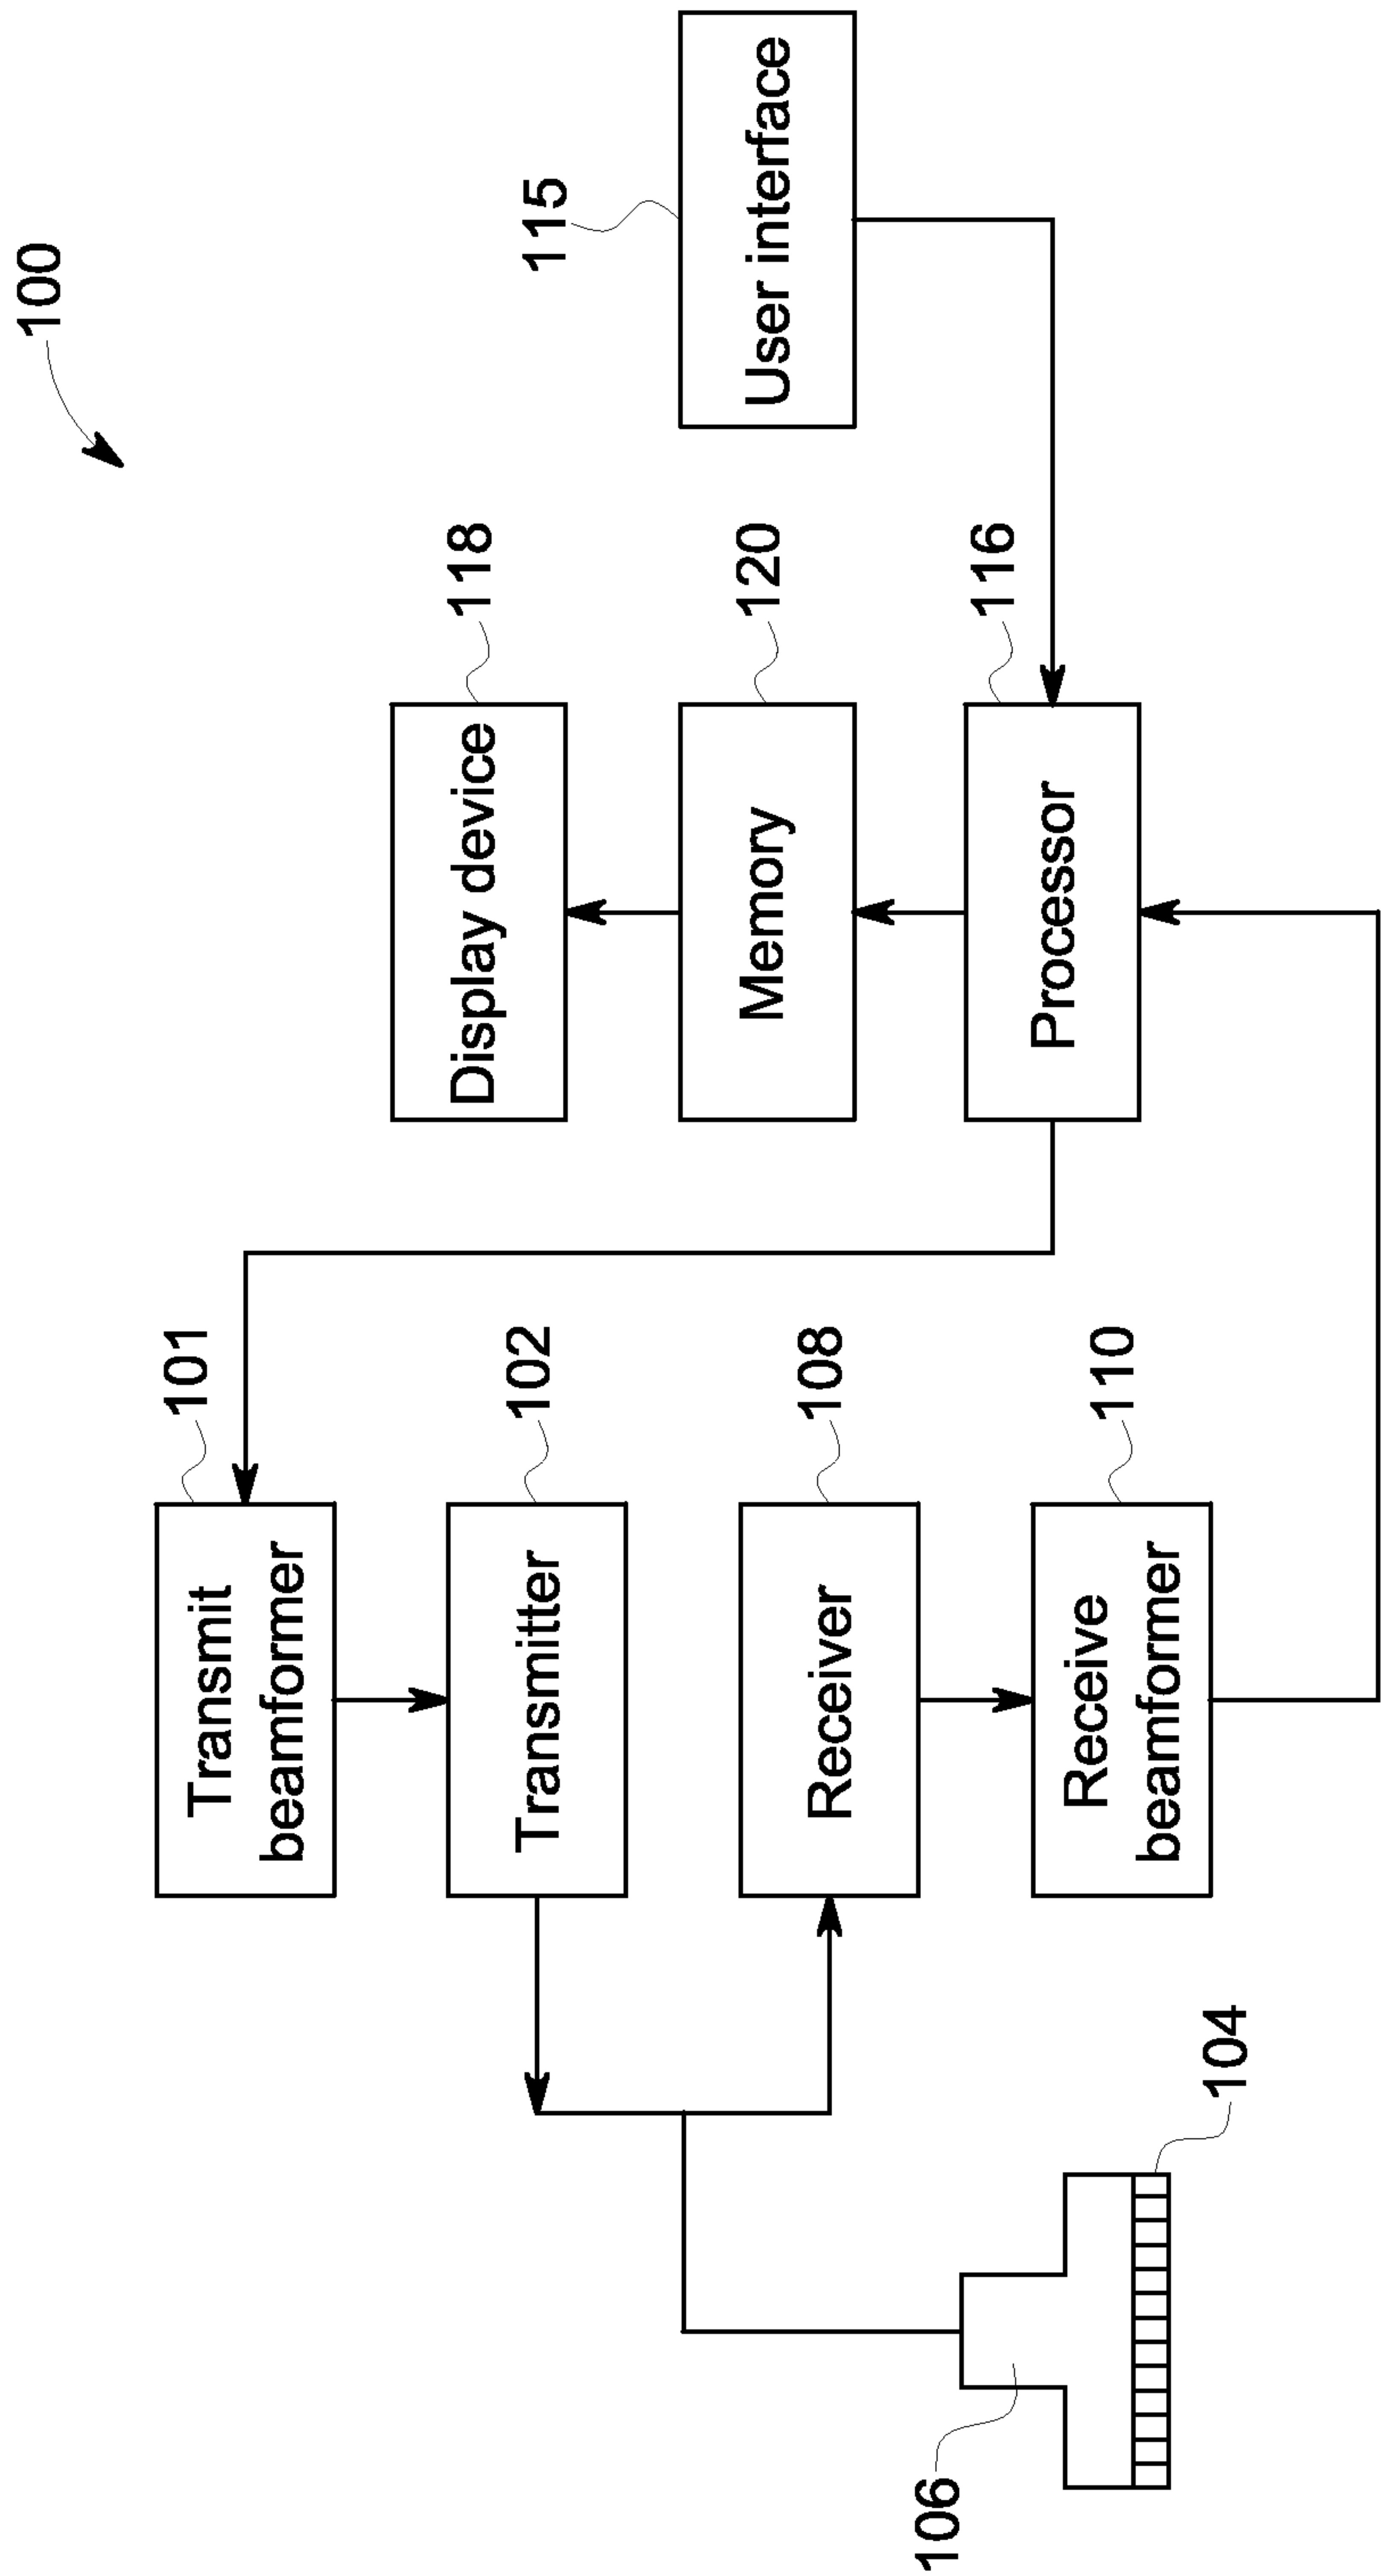 100
101
Transmit
beamformer
118
Display device
102
Transmitter
115
User interface
120
Memory
108
Receiver
116
Processor
110
Receive
beamformer
106
104